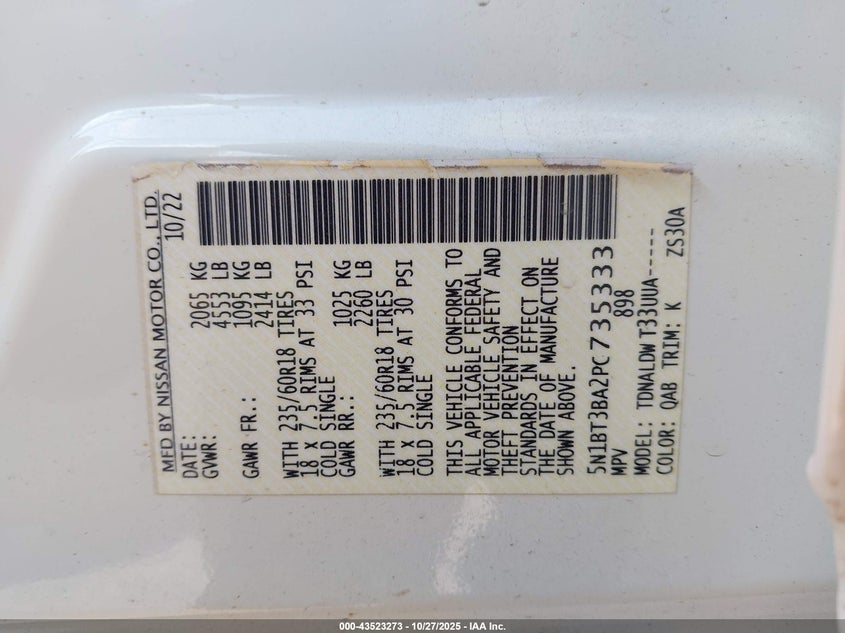 MFD BY NISSAN MOTOR CO., LTD.
DATE: 10/22
GVWR: 2065 KG
4553 LB
GAWR FR.: 1095 KG
2414 LB
WITH 235/60R18 TIRES
18 X 7.5 RIMS AT 33 PSI
COLD SINGLE
GAWR RR.: 1025 KG
2260 LB
WITH 235/60R18 TIRES
18 X 7.5 RIMS AT 30 PSI
COLD SINGLE
THIS VEHICLE CONFORMS TO
ALL APPLICABLE FEDERAL
MOTOR VEHICLE SAFETY AND
THEFT PREVENTION
STANDARDS IN EFFECT ON
THE DATE OF MANUFACTURE
SHOWN ABOVE.
5N1BT3BA2PC735333
MPV 898
MODEL: TDNALDW T33UUA-----
COLOR: QAB TRIM: K ZS30A
000-43523273 - 10/27/2025 - IAA Inc.